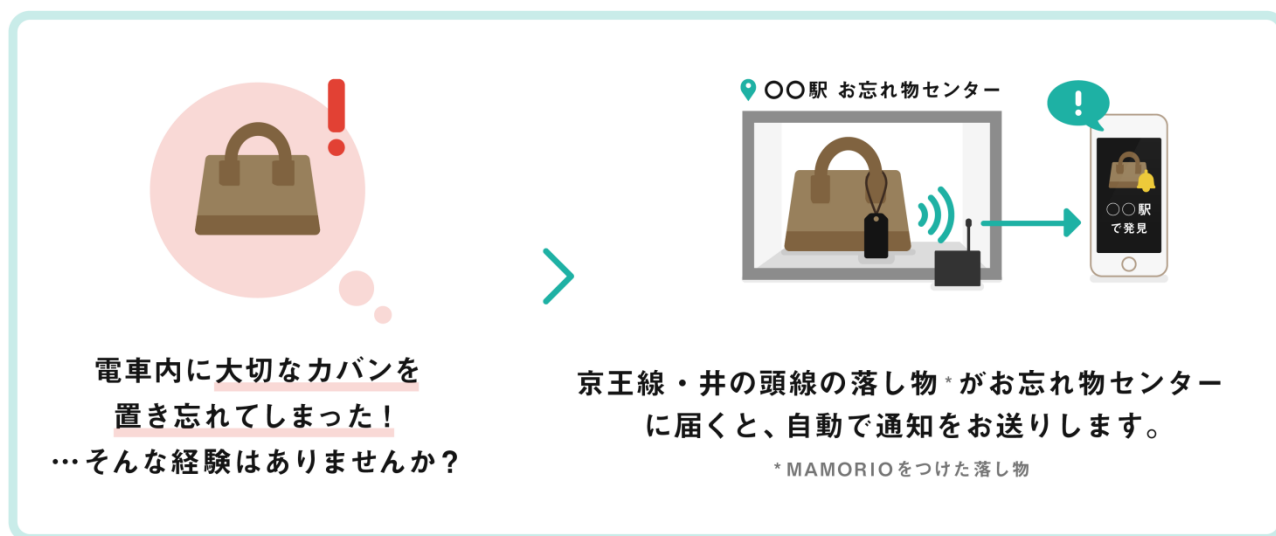 電車内に大切なカバンを
置き忘れてしまった！
…そんな経験はありませんか？
〇〇駅 お忘れ物センター
〇〇駅
で発見
京王線・井の頭線の落し物*がお忘れ物センター
に届くと、自動で通知をお送りします。
*MAMORIOをつけた落し物